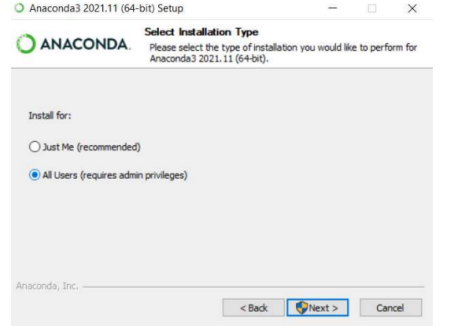 Anaconda3 2021.11 (64-bit) Setup
ANACONDA.
Select Installation Type
Please select the type of installation you would like to perform for
Anaconda3 2021.11 (64-bit).
Install for:
Just Me (recommended)
All Users (requires admin privileges)
Anaconda, Inc.
< Back Next > Cancel